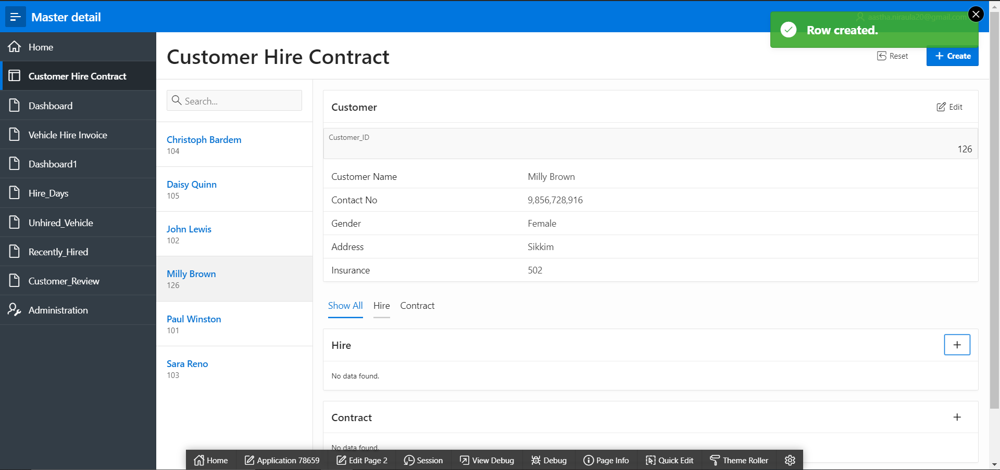 Master detail
aastha.niraula20@gmail.com
Row created.
Home
Customer Hire Contract
Dashboard
Vehicle Hire Invoice
Dashboard1
Hire_Days
Unhired_Vehicle
Recently_Hired
Customer_Review
Administration
Customer Hire Contract
Reset
Create
Search...
Christoph Bardem
104
Daisy Quinn
105
John Lewis
102
Milly Brown
126
Paul Winston
101
Sara Reno
103
Customer
Edit
Customer_ID
126
Customer Name Milly Brown
Contact No 9,856,728,916
Gender Female
Address Sikkim
Insurance 502
Show All Hire Contract
Hire
No data found.
Contract
No data found.
Home Application 78659 Edit Page 2 Session View Debug Debug Page Info Quick Edit Theme Roller